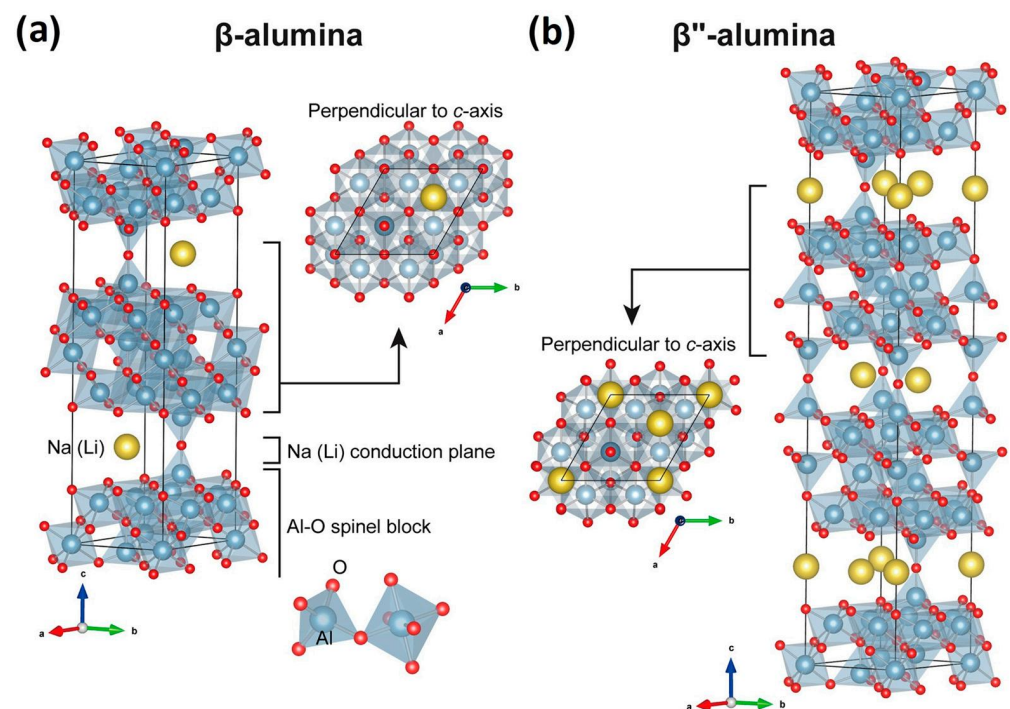 (a)
β-alumina
(b)
β"-alumina
Perpendicular to c-axis
b
a
Perpendicular to c-axis
Na (Li)
Na (Li) conduction plane
Al-O spinel block
b
a
O
Al
c
a
b
c
a
b